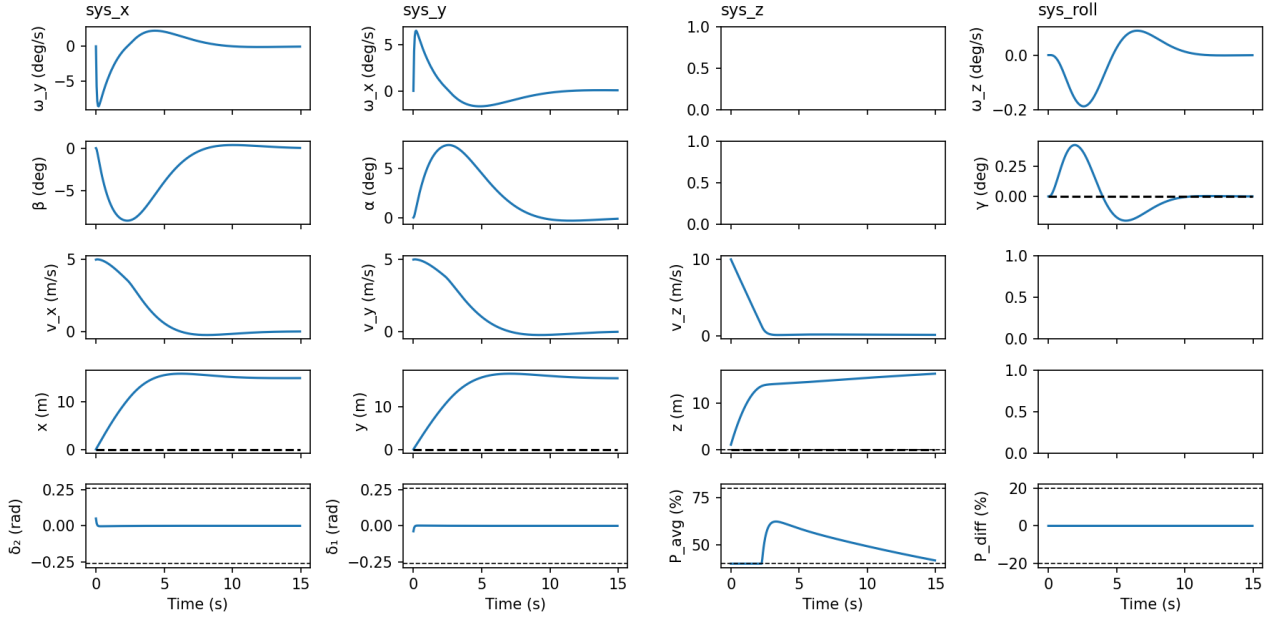 sys_x
sys_y
sys_z
sys_roll
ω_y (deg/s)
0
−5
ω_x (deg/s)
5
0
1.0
0.5
0.0
ω_z (deg/s)
0.0
−0.2
β (deg)
0
−5
α (deg)
5
0
1.0
0.5
0.0
γ (deg)
0.25
0.00
v_x (m/s)
5
0
v_y (m/s)
5
0
v_z (m/s)
10
0
1.0
0.5
0.0
x (m)
10
0
y (m)
10
0
z (m)
10
0
1.0
0.5
0.0
δ₂ (rad)
0.25
0.00
−0.25
0 5 10 15
Time (s)
δ₁ (rad)
0.25
0.00
−0.25
0 5 10 15
Time (s)
P_avg (%)
75
50
0 5 10 15
Time (s)
P_diff (%)
20
0
−20
0 5 10 15
Time (s)